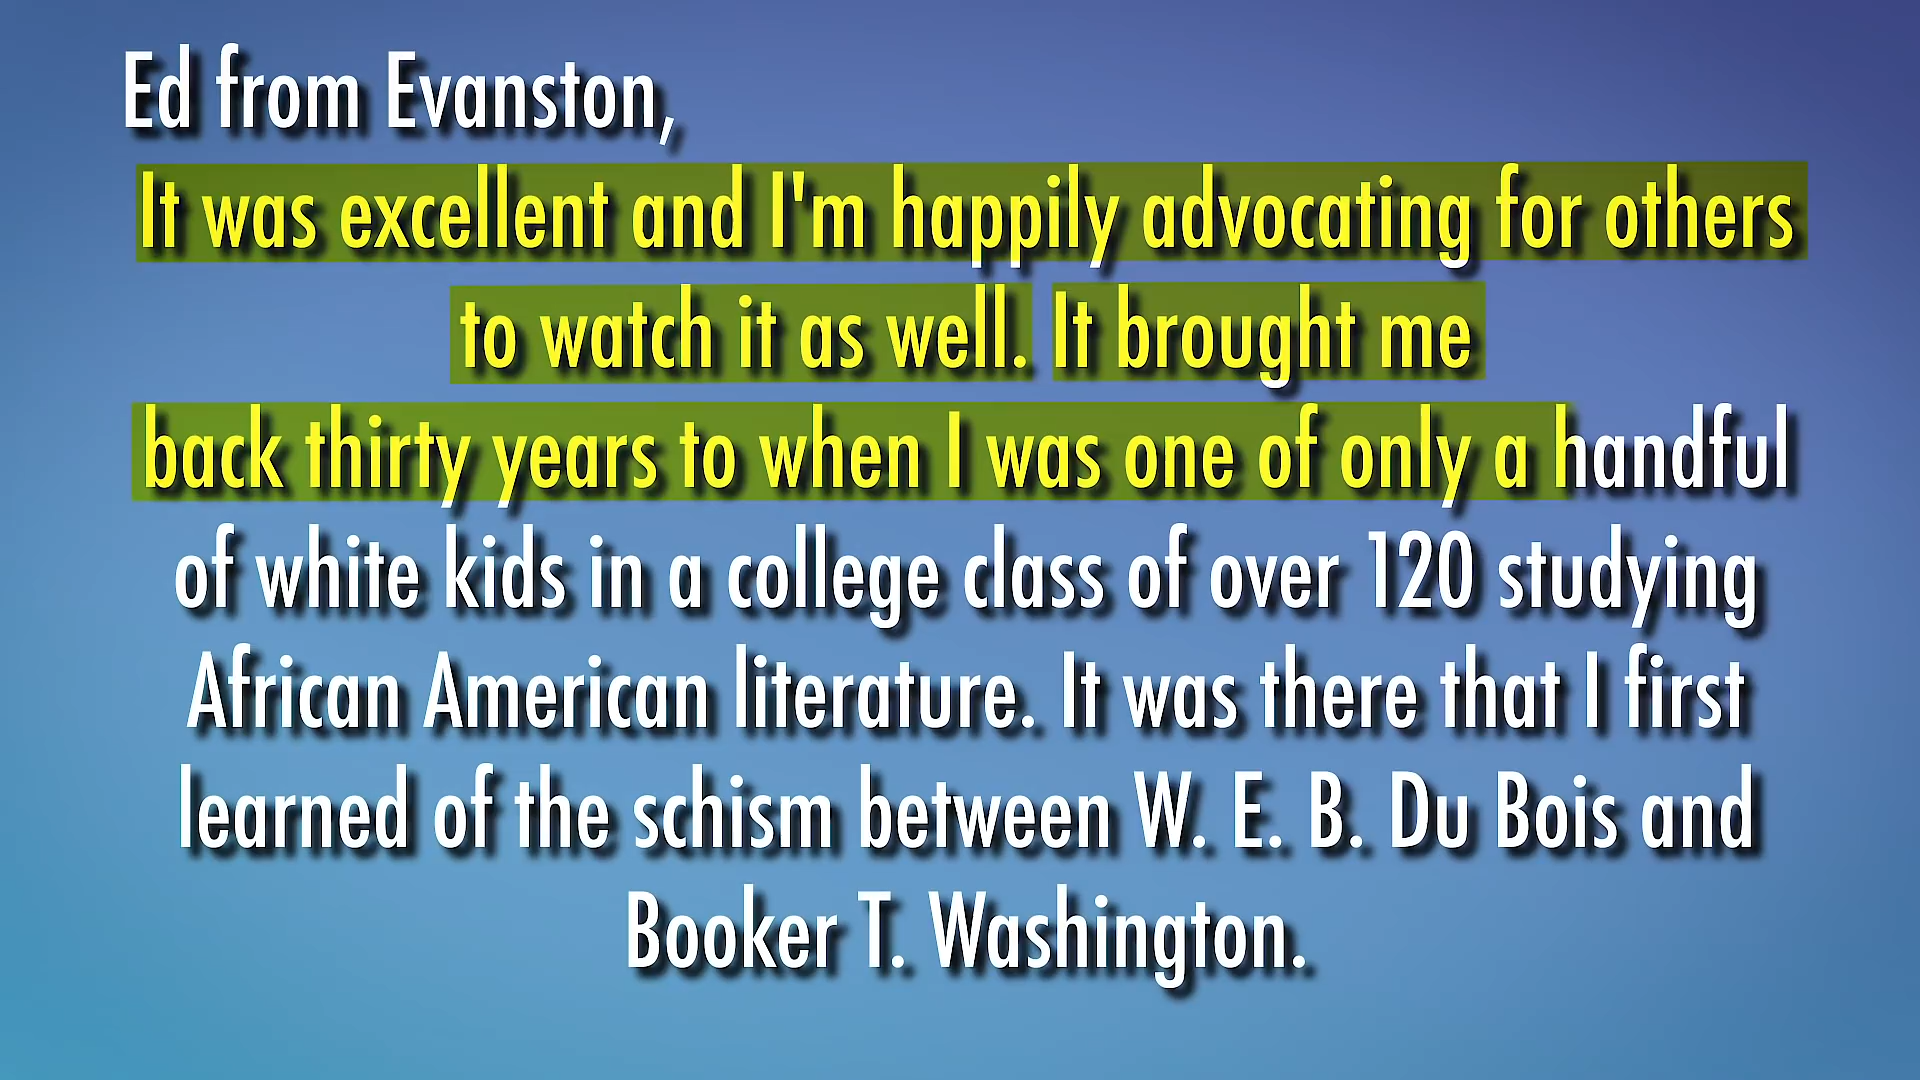 Ed from Evanston,
It was excellent and I'm happily advocating for others
to watch it as well. It brought me
back thirty years to when I was one of only a handful
of white kids in a college class of over 120 studying
African American literature. It was there that I first
learned of the schism between W. E. B. Du Bois and
Booker T. Washington.